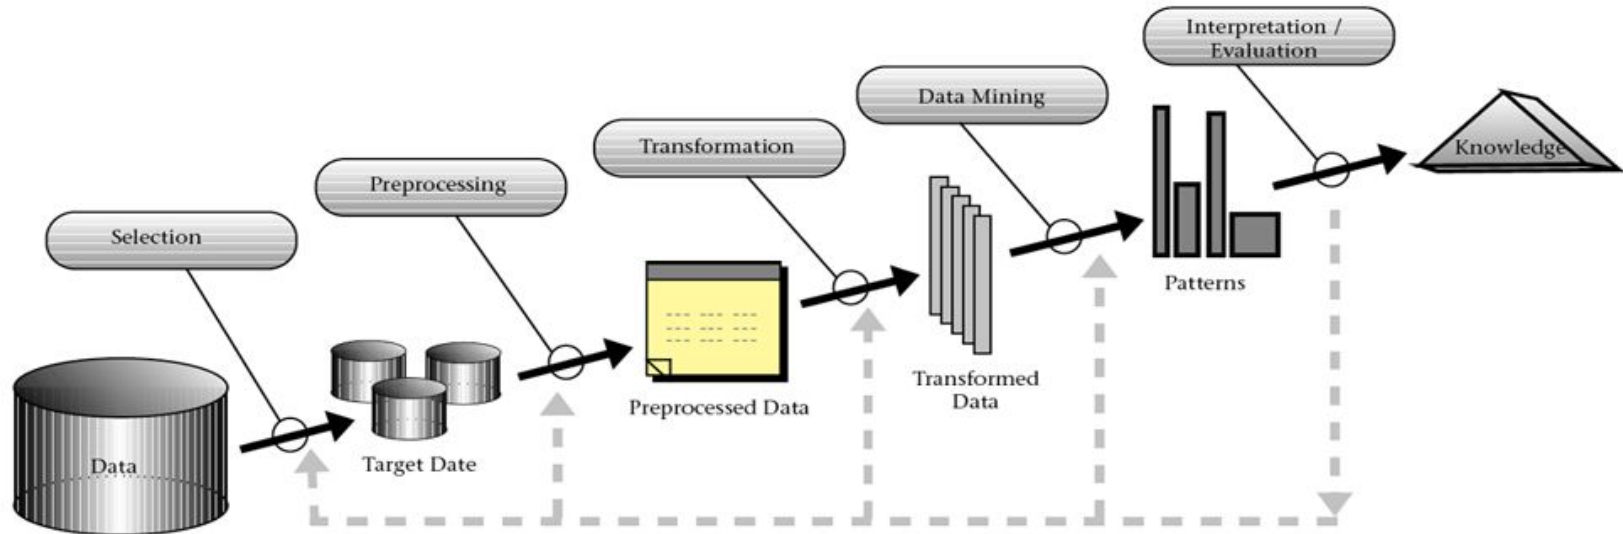 Interpretation /
Evaluation
Data Mining
Knowledge
Transformation
Preprocessing
Selection
Patterns
Transformed
Data
Preprocessed Data
Target Date
Data